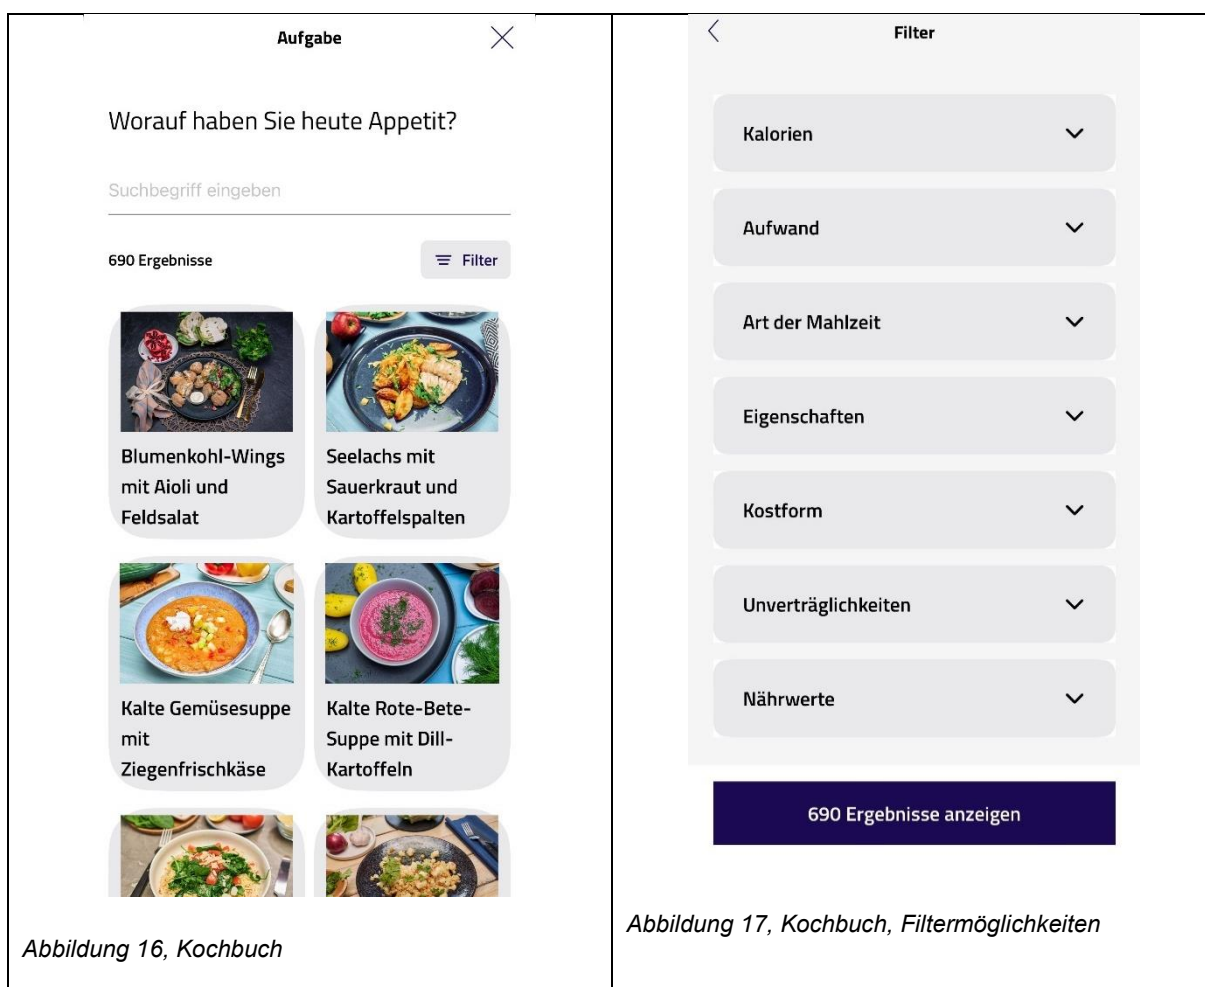 Aufgabe
Worauf haben Sie heute Appetit?
Suchbegriff eingeben
690 Ergebnisse
Filter
Blumenkohl-Wings
mit Aioli und
Feldsalat
Seelachs mit
Sauerkraut und
Kartoffelspalten
Kalte Gemüsesuppe
mit
Ziegenfrischkäse
Kalte Rote-Bete-
Suppe mit Dill-
Kartoffeln
Abbildung 16, Kochbuch
Filter
Kalorien
Aufwand
Art der Mahlzeit
Eigenschaften
Kostform
Unverträglichkeiten
Nährwerte
690 Ergebnisse anzeigen
Abbildung 17, Kochbuch, Filtermöglichkeiten